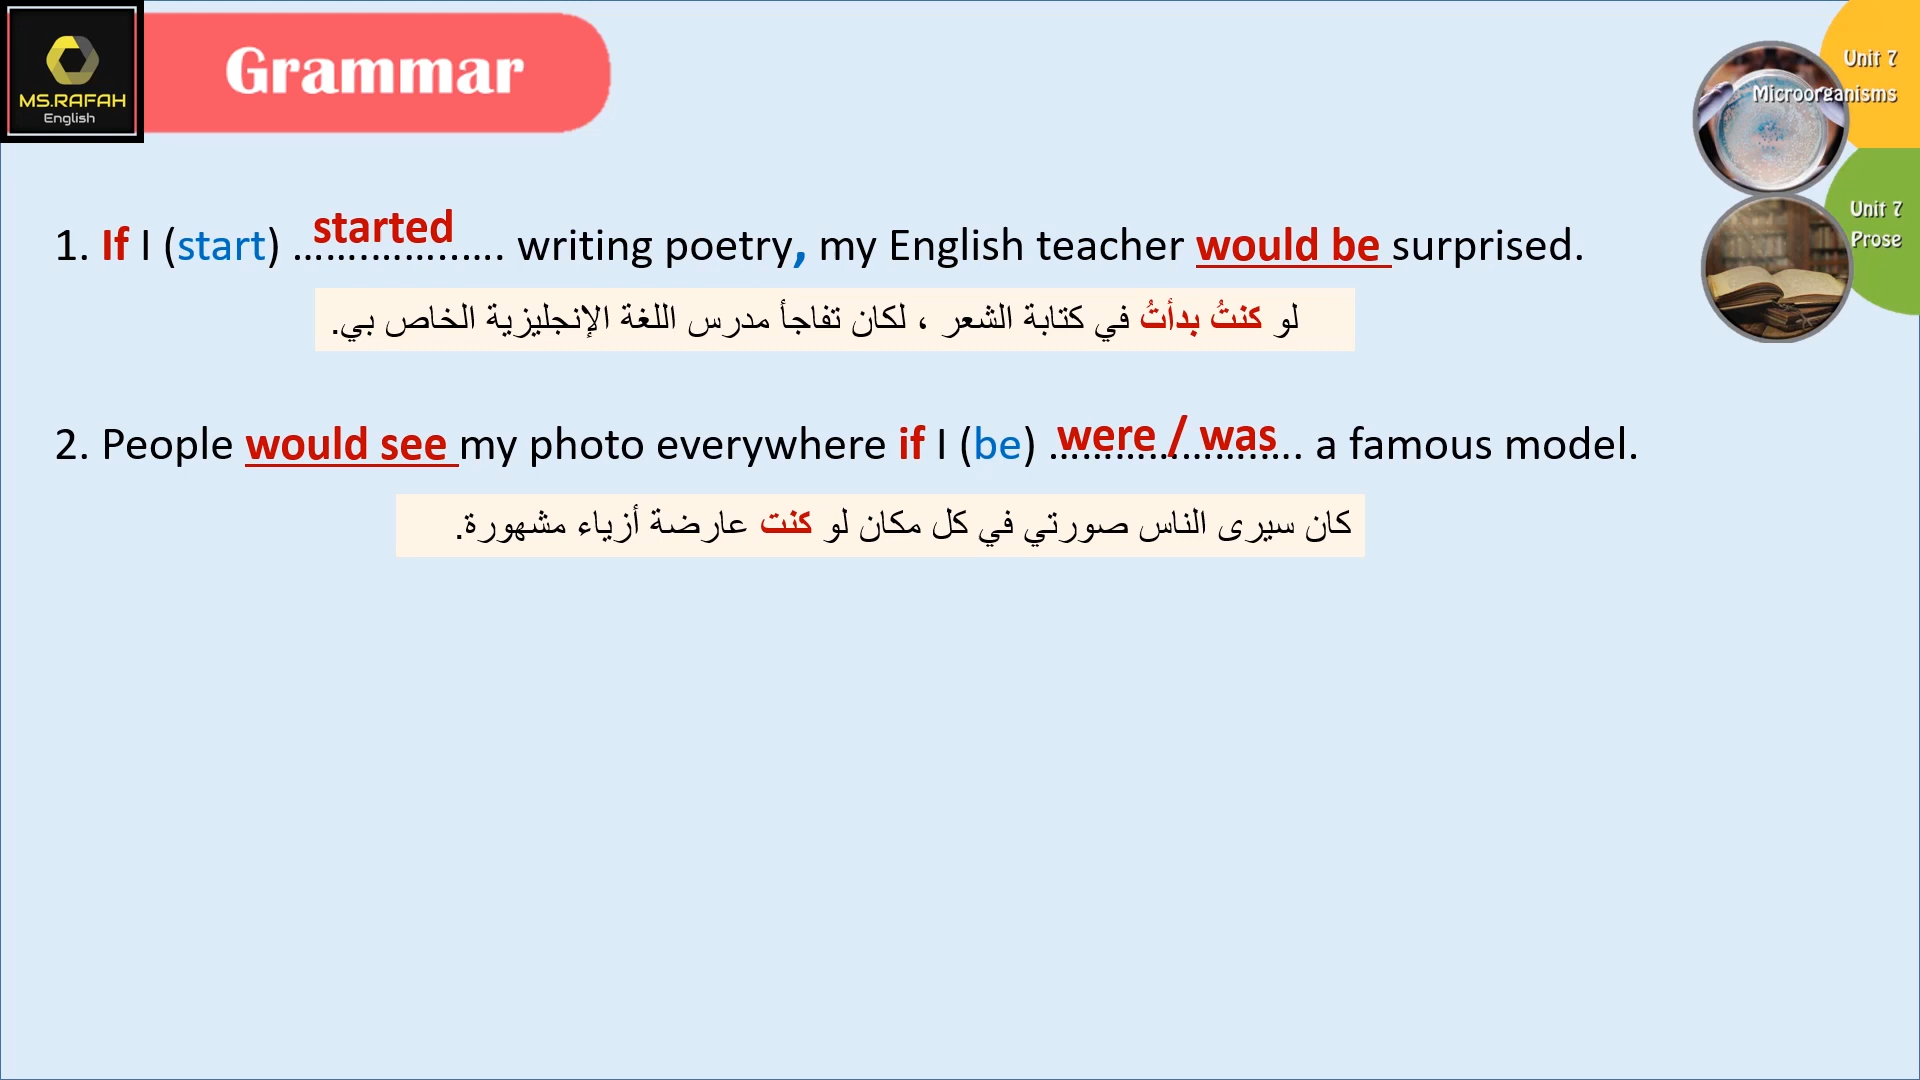 MS.RAFAH
English
Grammar
Unit 7
Microorganisms
Unit 7
Prose
1. If I (start) started ………………. writing poetry, my English teacher would be surprised.
لو كنتُ بدأتُ في كتابة الشعر ، لكان تفاجأ مدرس اللغة الإنجليزية الخاص بي.
2. People would see my photo everywhere if I (be) were / was …………………. a famous model.
كان سيرى الناس صورتي في كل مكان لو كنت عارضة أزياء مشهورة.